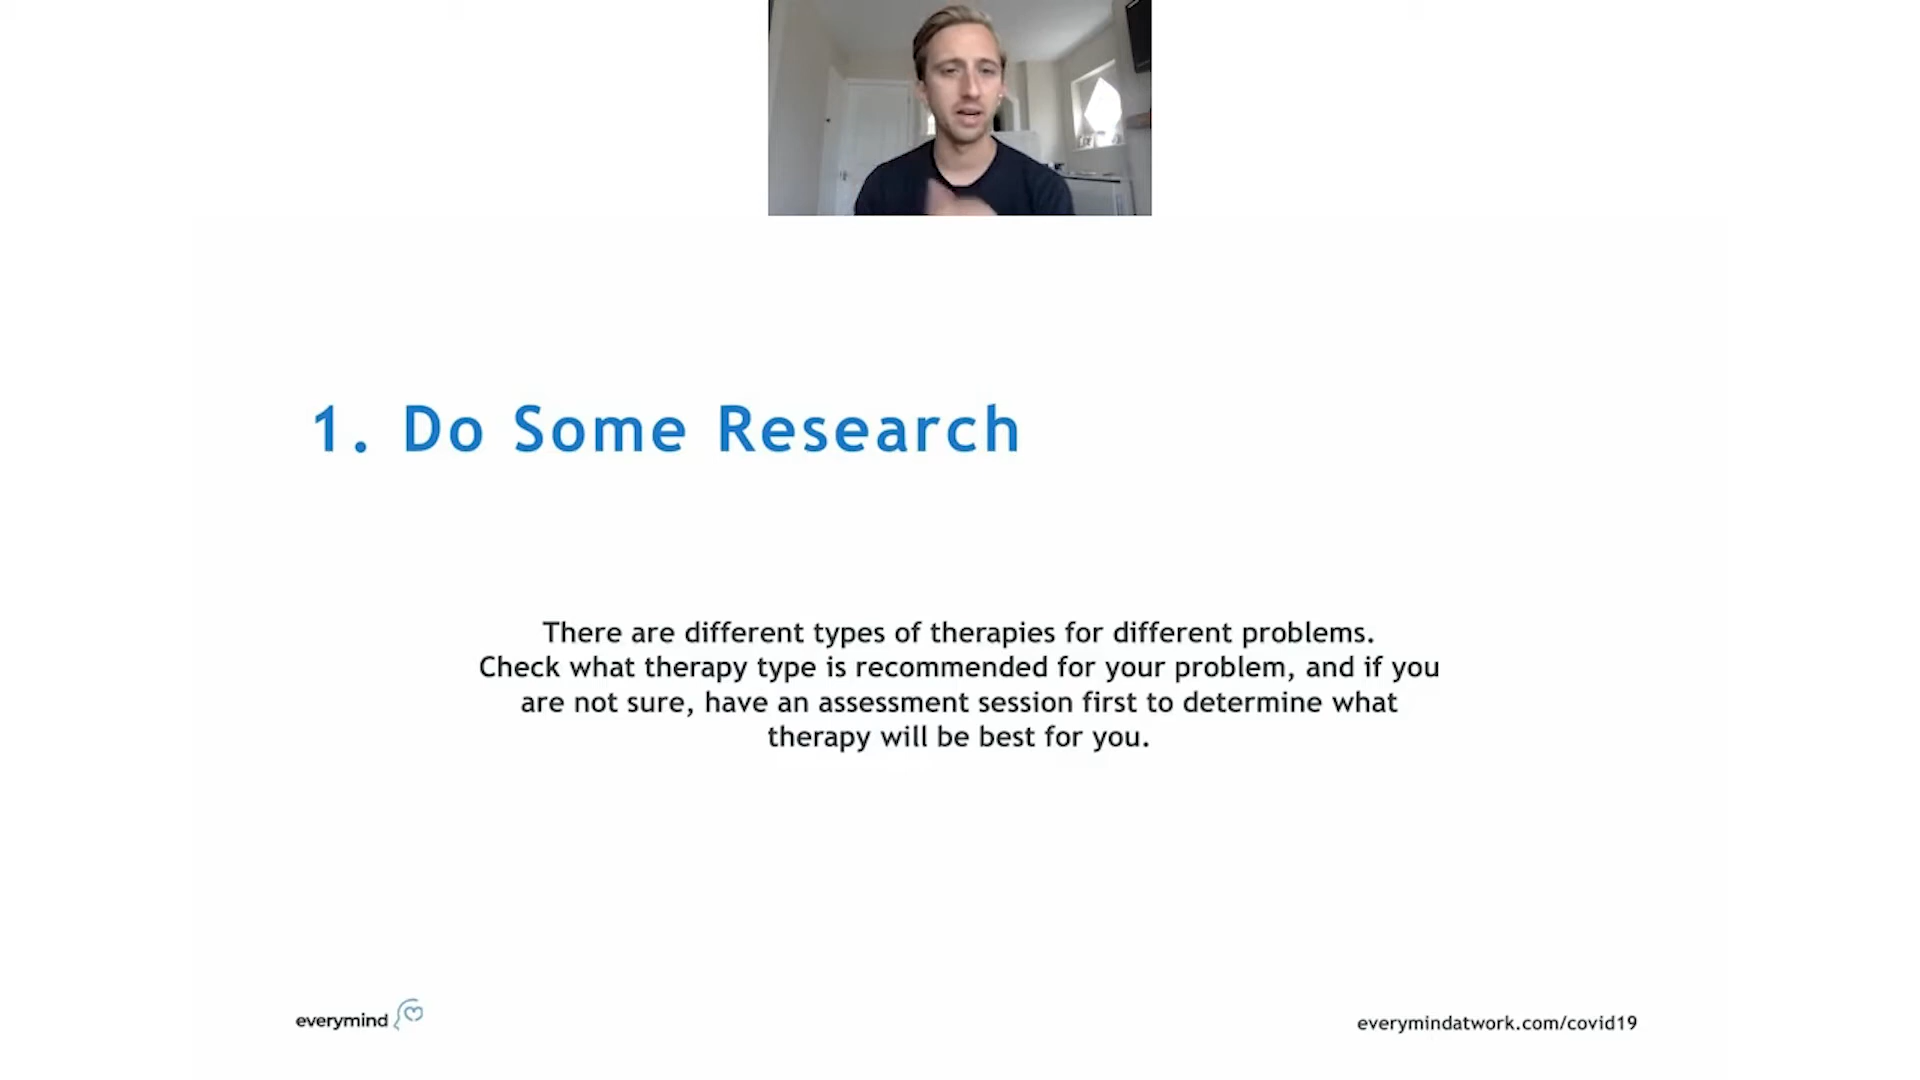 1. Do Some Research
There are different types of therapies for different problems.
Check what therapy type is recommended for your problem, and if you
are not sure, have an assessment session first to determine what
therapy will be best for you.
everymind
everymindatwork.com/covid19